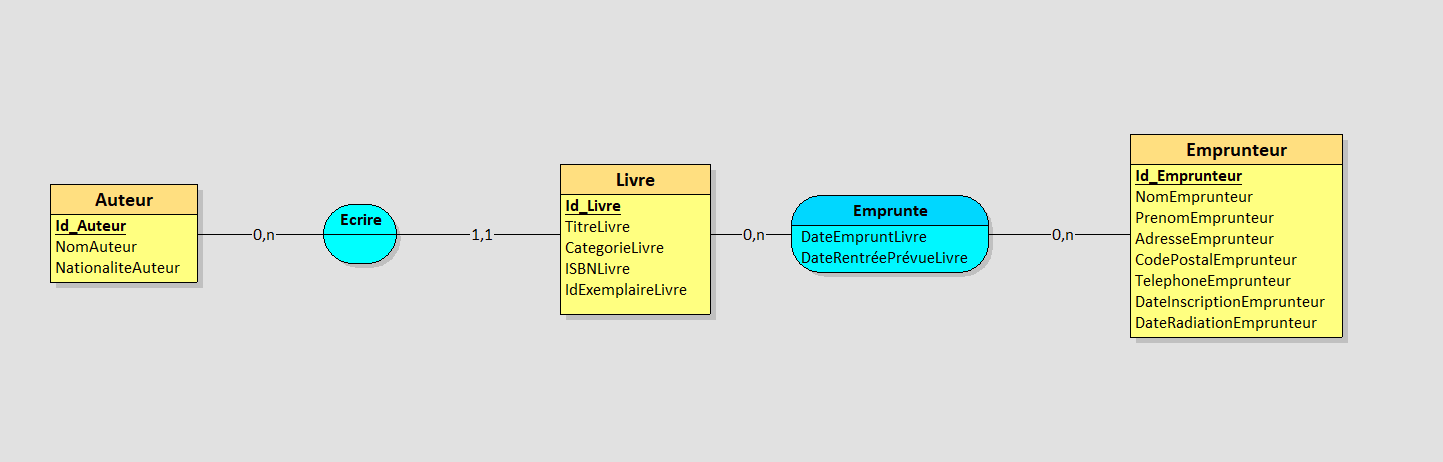 Auteur
Id_Auteur
NomAuteur
NationaliteAuteur
0,n
Ecrire
1,1
Livre
Id_Livre
TitreLivre
CategorieLivre
ISBNLivre
IdExemplaireLivre
0,n
Emprunte
DateEmpruntLivre
DateRentréePrévueLivre
0,n
Emprunteur
Id_Emprunteur
NomEmprunteur
PrenomEmprunteur
AdresseEmprunteur
CodePostalEmprunteur
TelephoneEmprunteur
DateInscriptionEmprunteur
DateRadiationEmprunteur